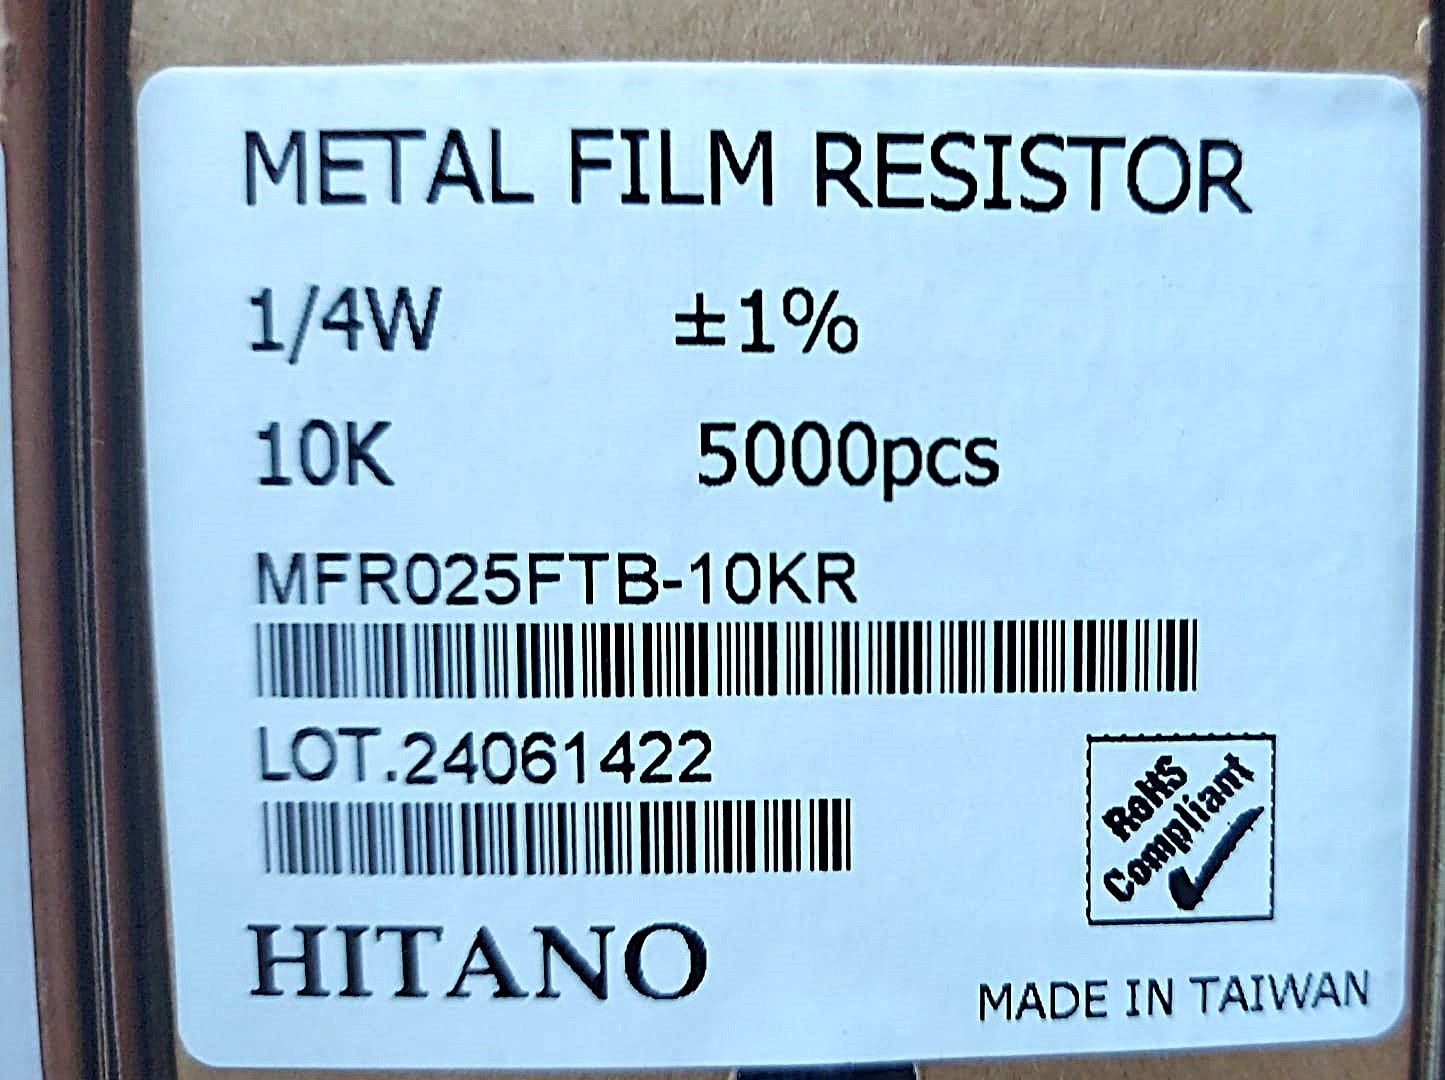 METAL FILM RESISTOR
1/4W ±1%
10K 5000pcs
MFR025FTB-10KR
LOT.24061422
RoHS
Compliant
HITANO
MADE IN TAIWAN